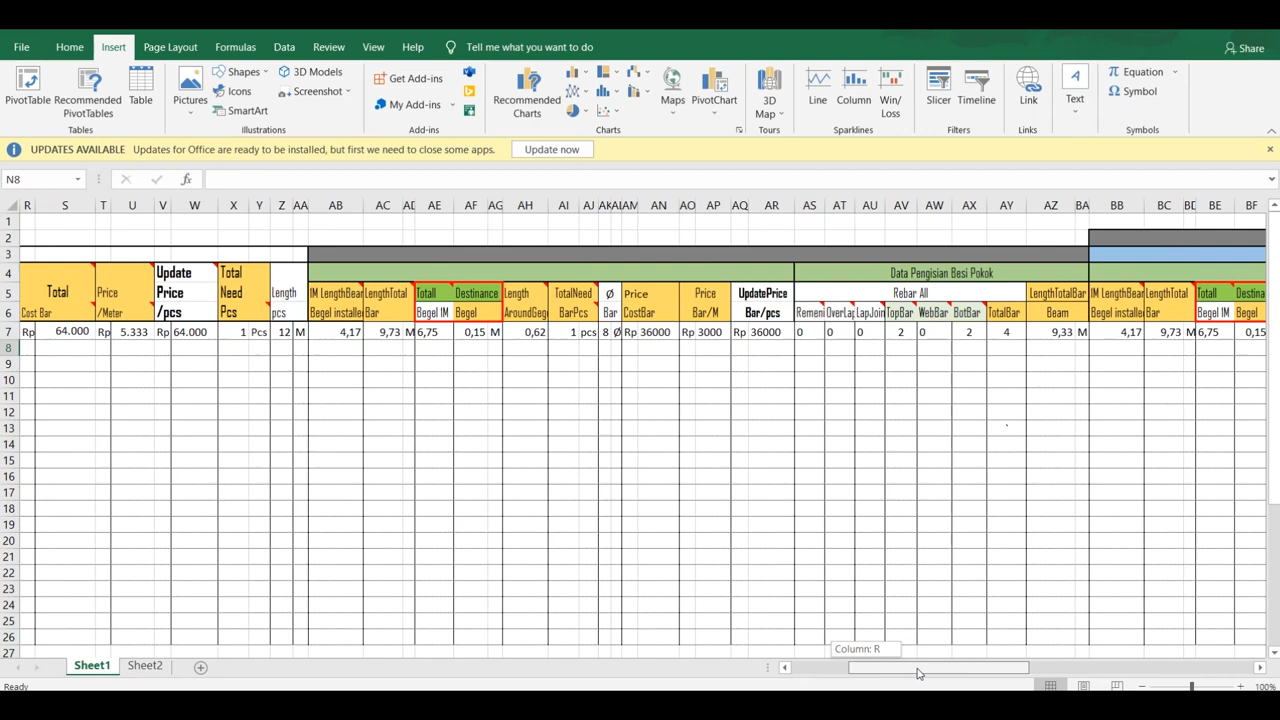 File Home Insert Page Layout Formulas Data Review View Help Tell me what you want to do Share
PivotTable Recommended PivotTables Table Pictures Shapes Icons SmartArt 3D Models Screenshot Get Add-ins My Add-ins Recommended Charts Maps PivotChart 3D Map Line Column Win/Loss Slicer Timeline Link Text Equation Symbol
Tables Illustrations Add-ins Charts Tours Sparklines Filters Links Symbols
UPDATES AVAILABLE Updates for Office are ready to be installed, but first we need to close some apps. Update now
N8
R S T U V W X Y Z AA AB AC AD AE AF AG AH AI AJ AK AL AM AN AO AP AQ AR AS AT AU AV AW AX AY AZ BA BB BC BD BE BF
1
2
3
4 Update Total Data Pengisian Besi Pokok
5 Total Price Price Need Length IM LengthBear LengthTotal Totall Destinance Length TotalNeed Ø Price Price UpdatePrice Rebar All LengthTotalBar IM LengthBear LengthTotal Totall Destina
6 Cost Bar /Meter /pcs Pcs pcs Begel installe Bar Begel IM Begel AroundGege BarPcs Bar CostBar Bar/M Bar/pcs Remeni OverLap LapJoin TopBar WebBar BotBar TotalBar Beam Begel installe Bar Begel IM Begel
7 Rp 64.000 Rp 5.333 Rp 64.000 1 Pcs 12 M 4,17 9,73 M 6,75 0,15 M 0,62 1 pcs 8 Ø Rp 36000 Rp 3000 Rp 36000 0 0 0 2 0 2 4 9,33 M 4,17 9,73 M 6,75 0,15
8
9
10
11
12
13
14
15
16
17
18
19
20
21
22
23
24
25
26
27
Column: R
Sheet1 Sheet2
Ready 100%